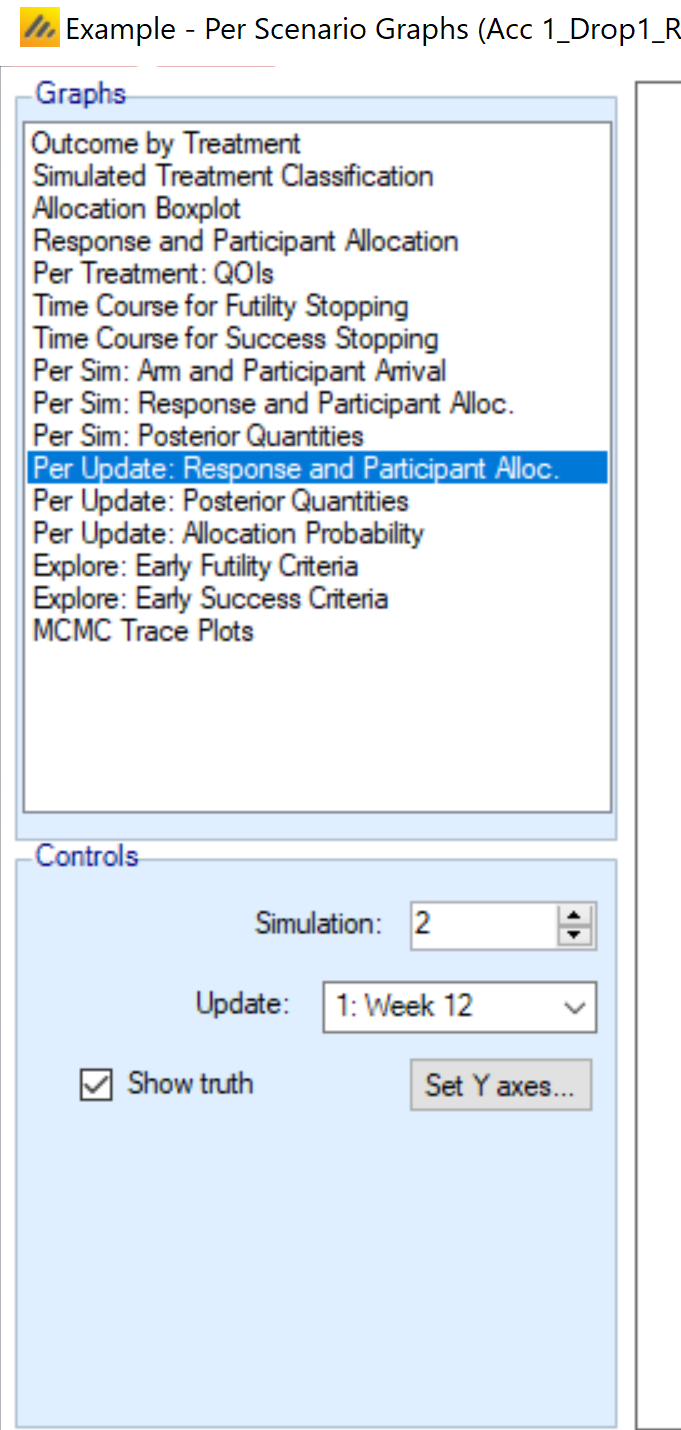 Example - Per Scenario Graphs (Acc 1_Drop1_R
Graphs
Outcome by Treatment
Simulated Treatment Classification
Allocation Boxplot
Response and Participant Allocation
Per Treatment: QOIs
Time Course for Futility Stopping
Time Course for Success Stopping
Per Sim: Arm and Participant Arrival
Per Sim: Response and Participant Alloc.
Per Sim: Posterior Quantities
Per Update: Response and Participant Alloc.
Per Update: Posterior Quantities
Per Update: Allocation Probability
Explore: Early Futility Criteria
Explore: Early Success Criteria
MCMC Trace Plots
Controls
Simulation: 2
Update: 1: Week 12
Show truth Set Y axes...